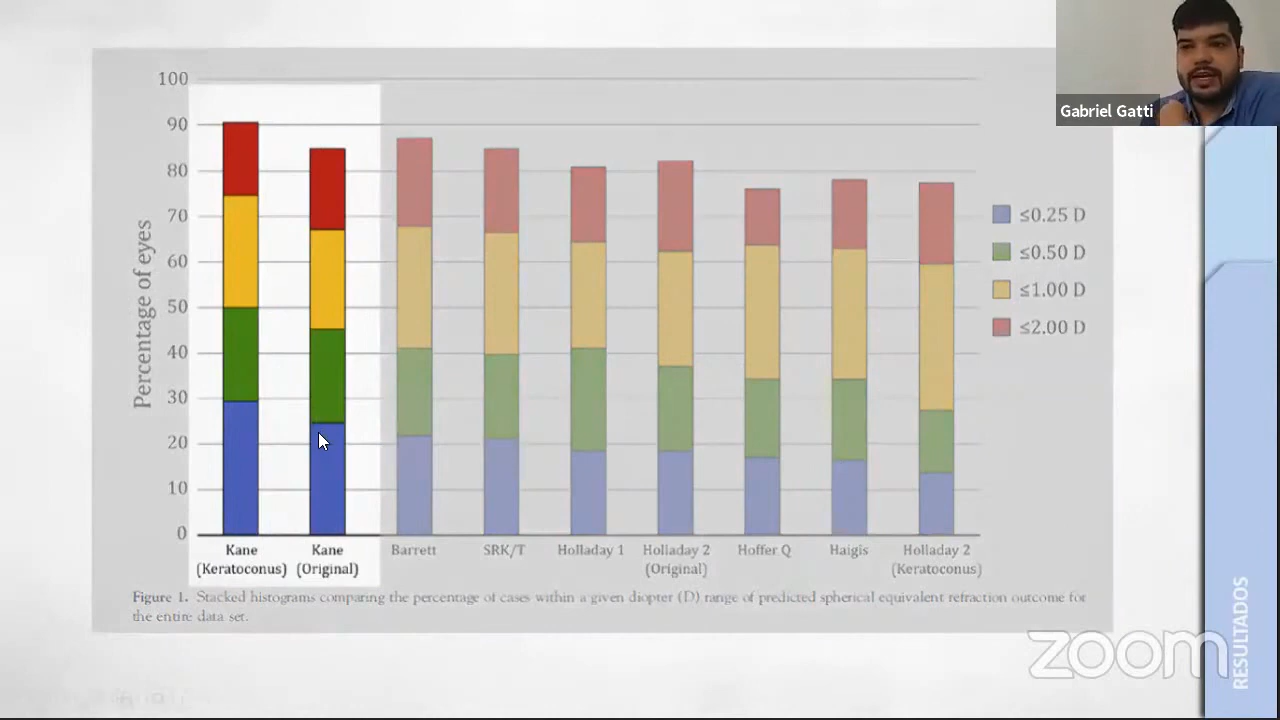 Gabriel Gatti
100
90
80
70
60
50
40
30
20
10
0
Percentage of eyes
≤0.25 D
≤0.50 D
≤1.00 D
≤2.00 D
Kane
(Keratoconus)
Kane
(Original)
Barrett
SRK/T
Holladay 1
Holladay 2
(Original)
Hoffer Q
Haigis
Holladay 2
(Keratoconus)
Figure 1. Stacked histograms comparing the percentage of cases within a given diopter (D) range of predicted spherical equivalent refraction outcome for
the entire data set.
RESULTADOS
zoom